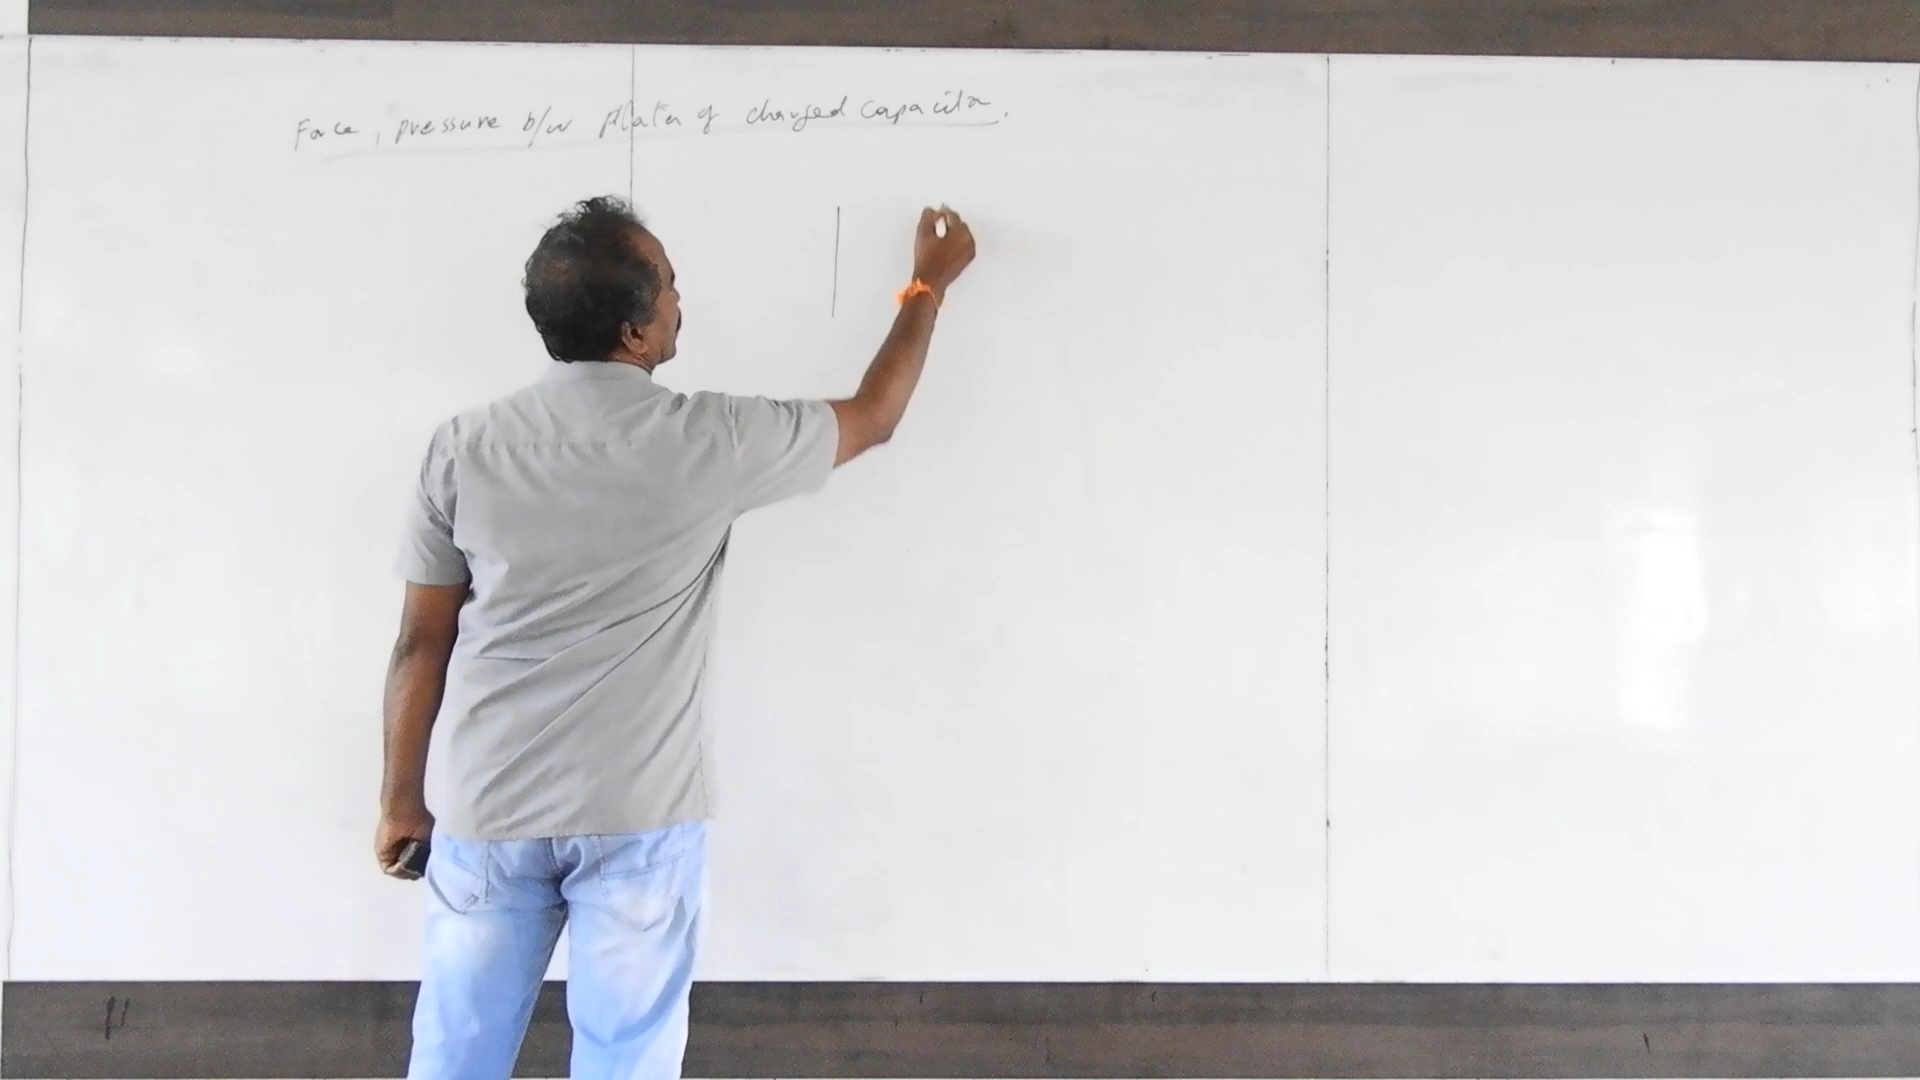 Force, pressure b/w plates of charged capacitor.